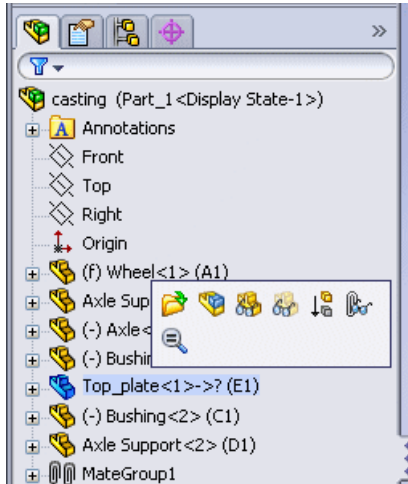 casting (Part_1<Display State-1>)
A Annotations
Front
Top
Right
Origin
(f) Wheel<1> (A1)
Axle Sup
(-) Axle<
(-) Bushin
Top_plate<1>->? (E1)
(-) Bushing<2> (C1)
Axle Support<2> (D1)
MateGroup1